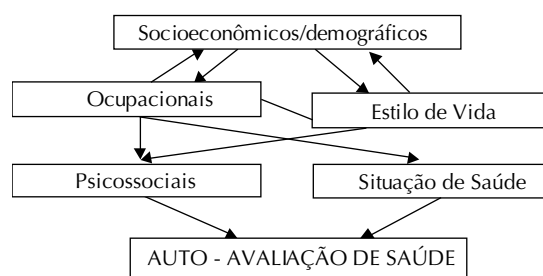 Socioeconômicos/demográficos
Ocupacionais
Estilo de Vida
Psicossociais
Situação de Saúde
AUTO - AVALIAÇÃO DE SAÚDE